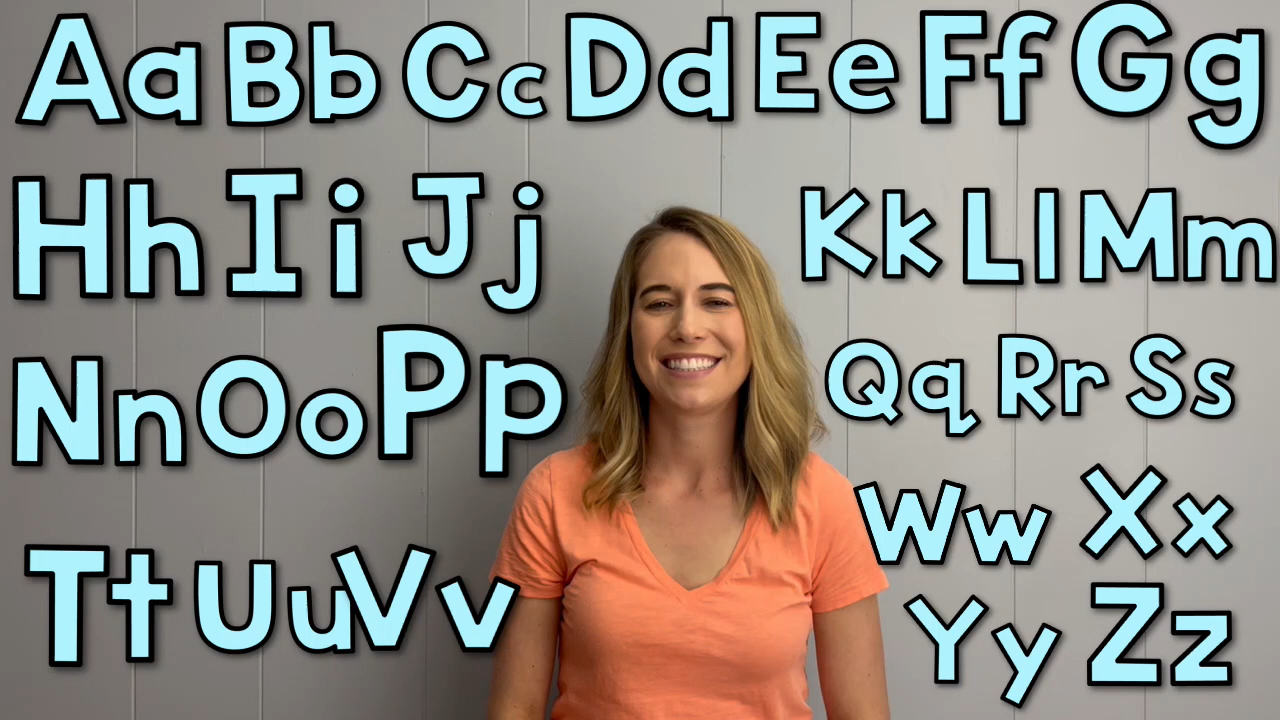 Aa Bb Cc Dd Ee Ff Gg
Hh Ii Jj Kk Ll Mm
Nn Oo Pp Qq Rr Ss
Tt Uu Vv Ww Xx
Yy Zz